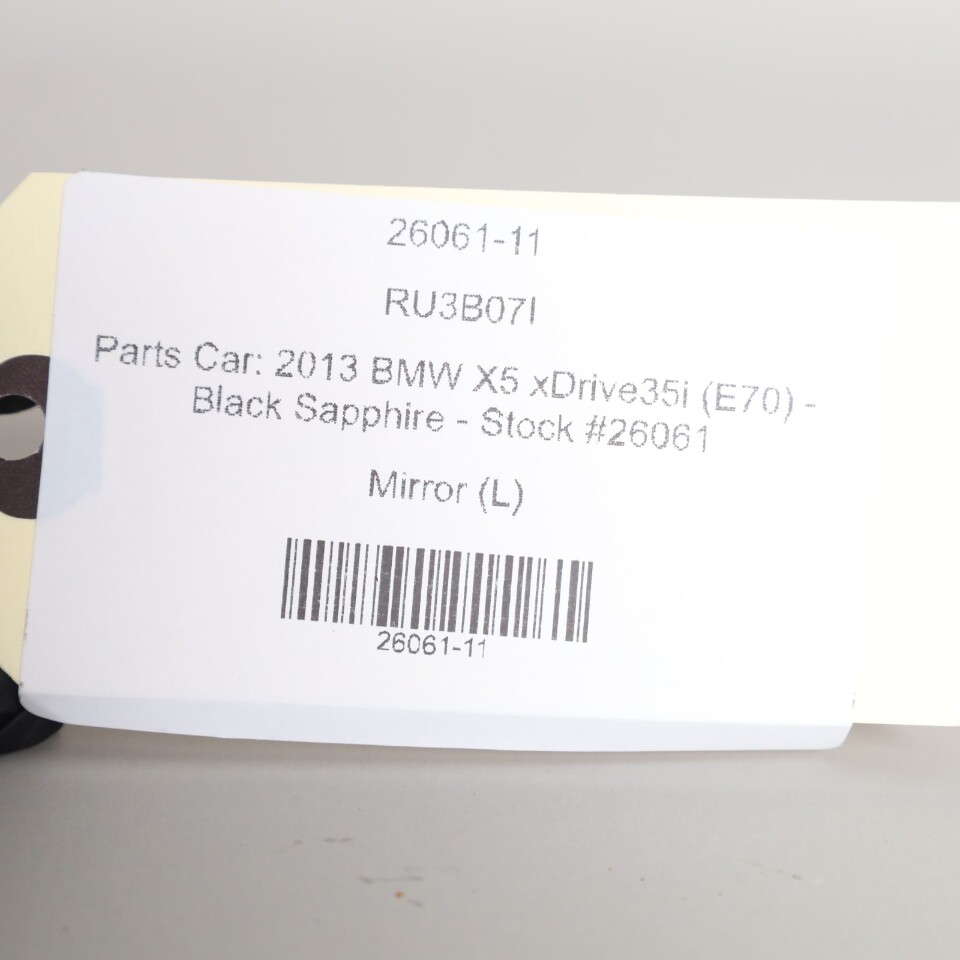 26061-11
RU3B07I
Parts Car: 2013 BMW X5 xDrive35i (E70) -
Black Sapphire - Stock #26061
Mirror (L)
26061-11